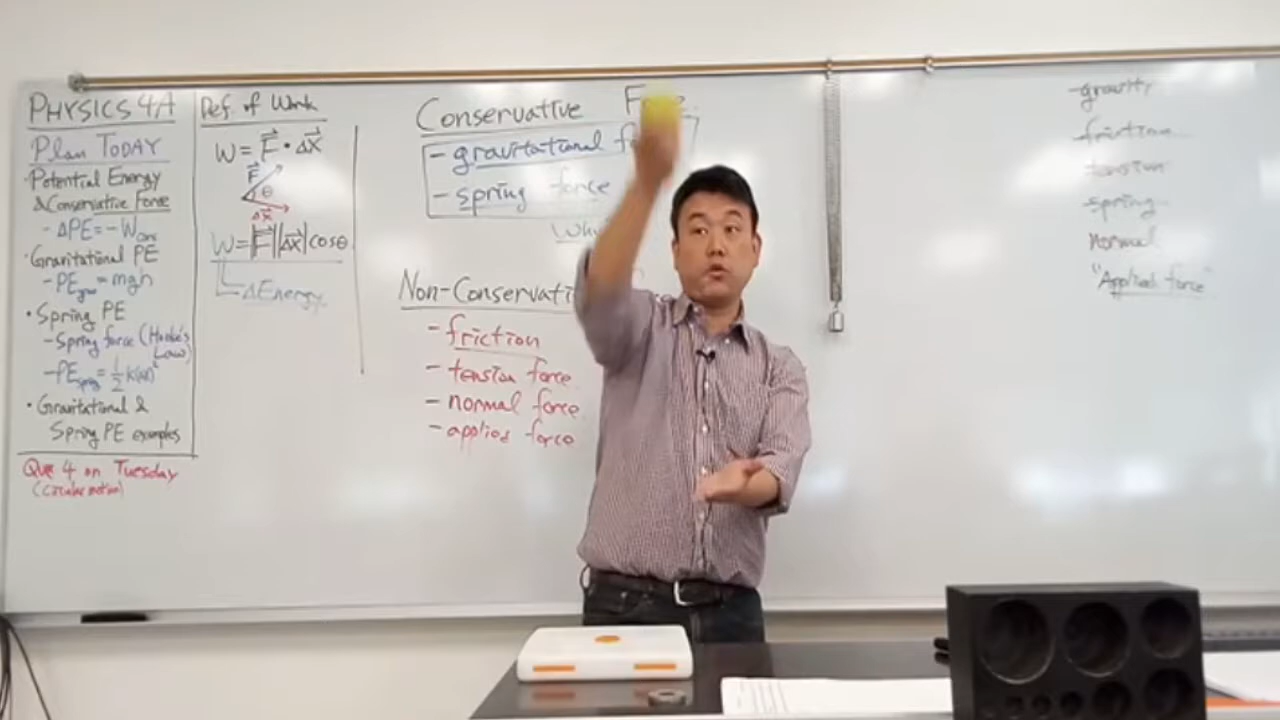 PHYSICS 4A
Plan TODAY
· Potential Energy
& Conservative Force
- ΔPE = -W
· Gravitational PE
- PE = mgh
• Spring PE
- Spring force (Hooke's
Law)
- PE spring = 1/2 k(Δx)²
• Gravitational &
Spring PE examples
4 on Tuesday
(Circular motion)
Def. of Work
W = F⃗ · Δx⃗
F⃗
θ
Δx⃗
W = |F⃗||Δx⃗| cosθ
ΔEnergy
Conservative
- gravitational
- spring force
Why
Non-Conservati
- friction
- tension force
- normal force
- applied force
- gravity
- friction
tension
spring
normal
"Applied force"